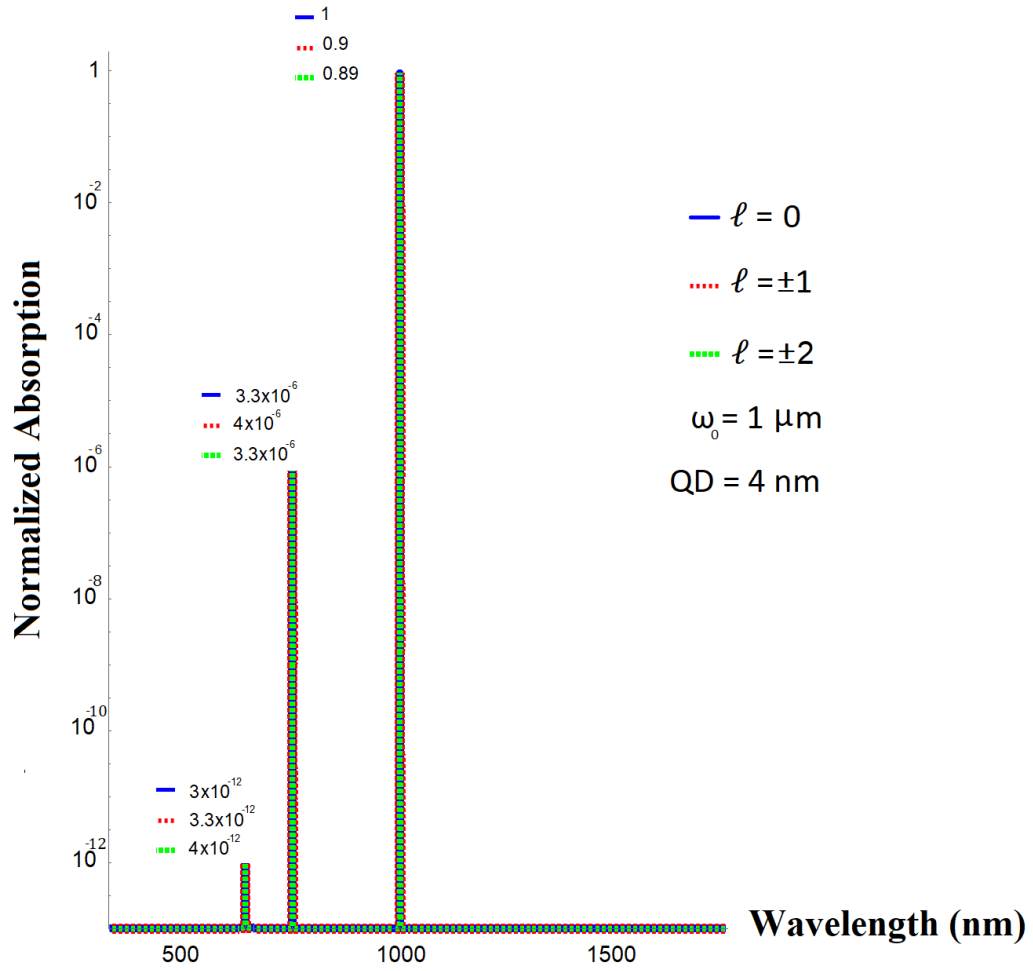 1
0.9
0.89
1
10⁻²
ℓ = 0
ℓ = ±1
10⁻⁴
ℓ = ±2
3.3x10⁻⁶
4x10⁻⁶
3.3x10⁻⁶
ω₀ = 1 μm
10⁻⁶
QD = 4 nm
Normalized Absorption
10⁻⁸
10⁻¹⁰
3x10⁻¹²
3.3x10⁻¹²
4x10⁻¹²
10⁻¹²
Wavelength (nm)
500 1000 1500